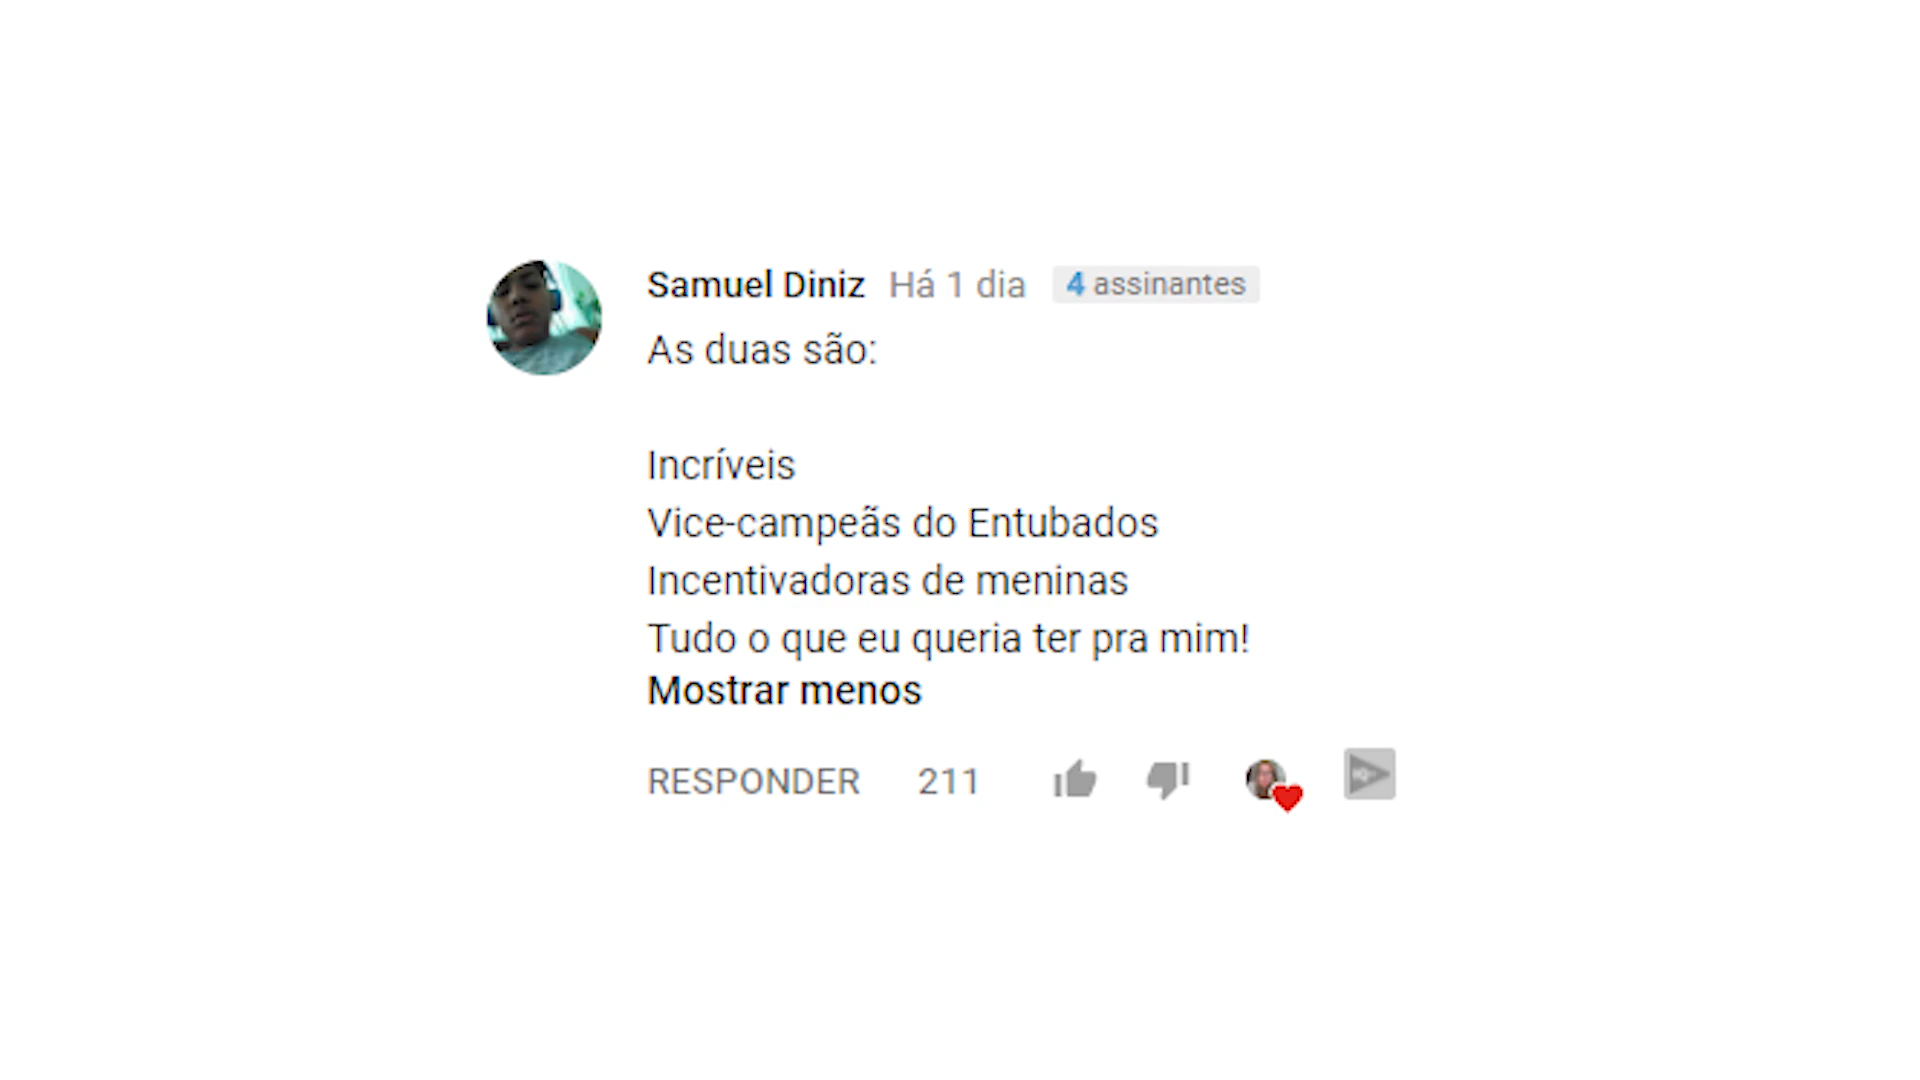 Samuel Diniz Há 1 dia 4 assinantes
As duas são:
Incríveis
Vice-campeãs do Entubados
Incentivadoras de meninas
Tudo o que eu queria ter pra mim!
Mostrar menos
RESPONDER 211